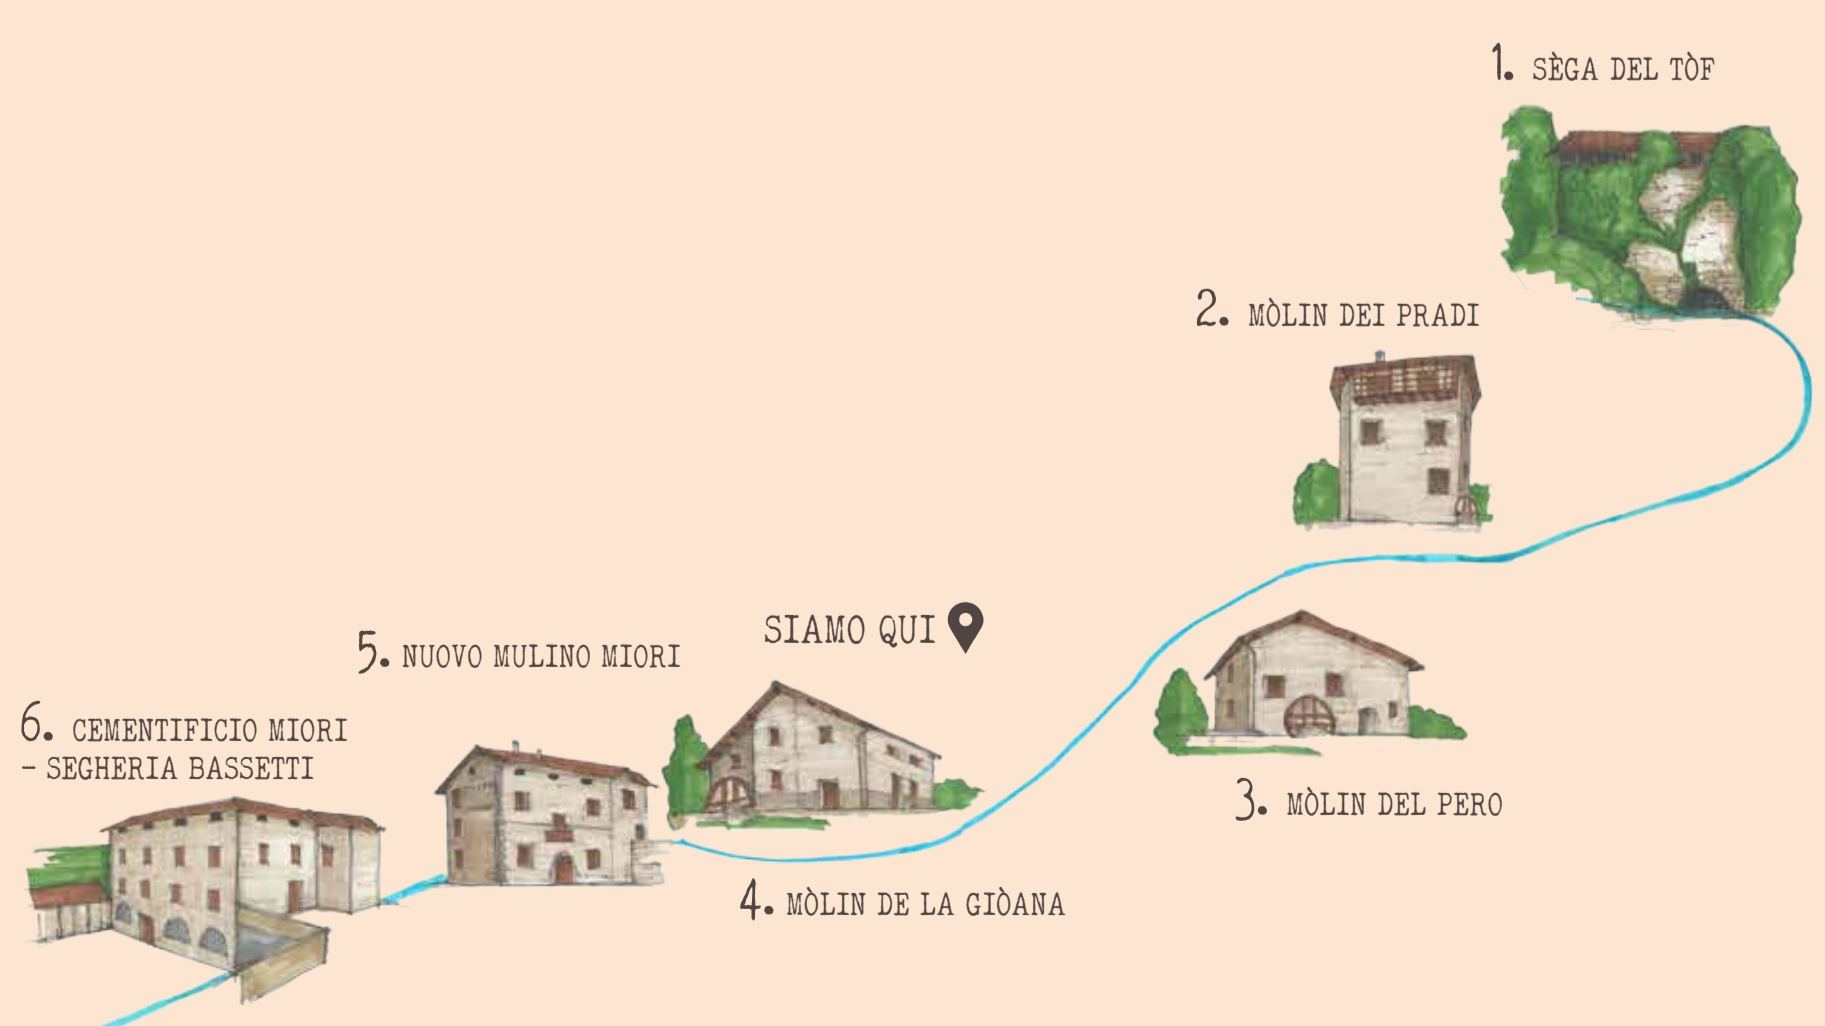 1. SÈGA DEL TÒF
2. MÒLIN DEI PRADI
SIAMO QUI
5. NUOVO MULINO MIORI
6. CEMENTIFICIO MIORI
- SEGHERIA BASSETTI
3. MÒLIN DEL PERO
4. MÒLIN DE LA GIÒANA